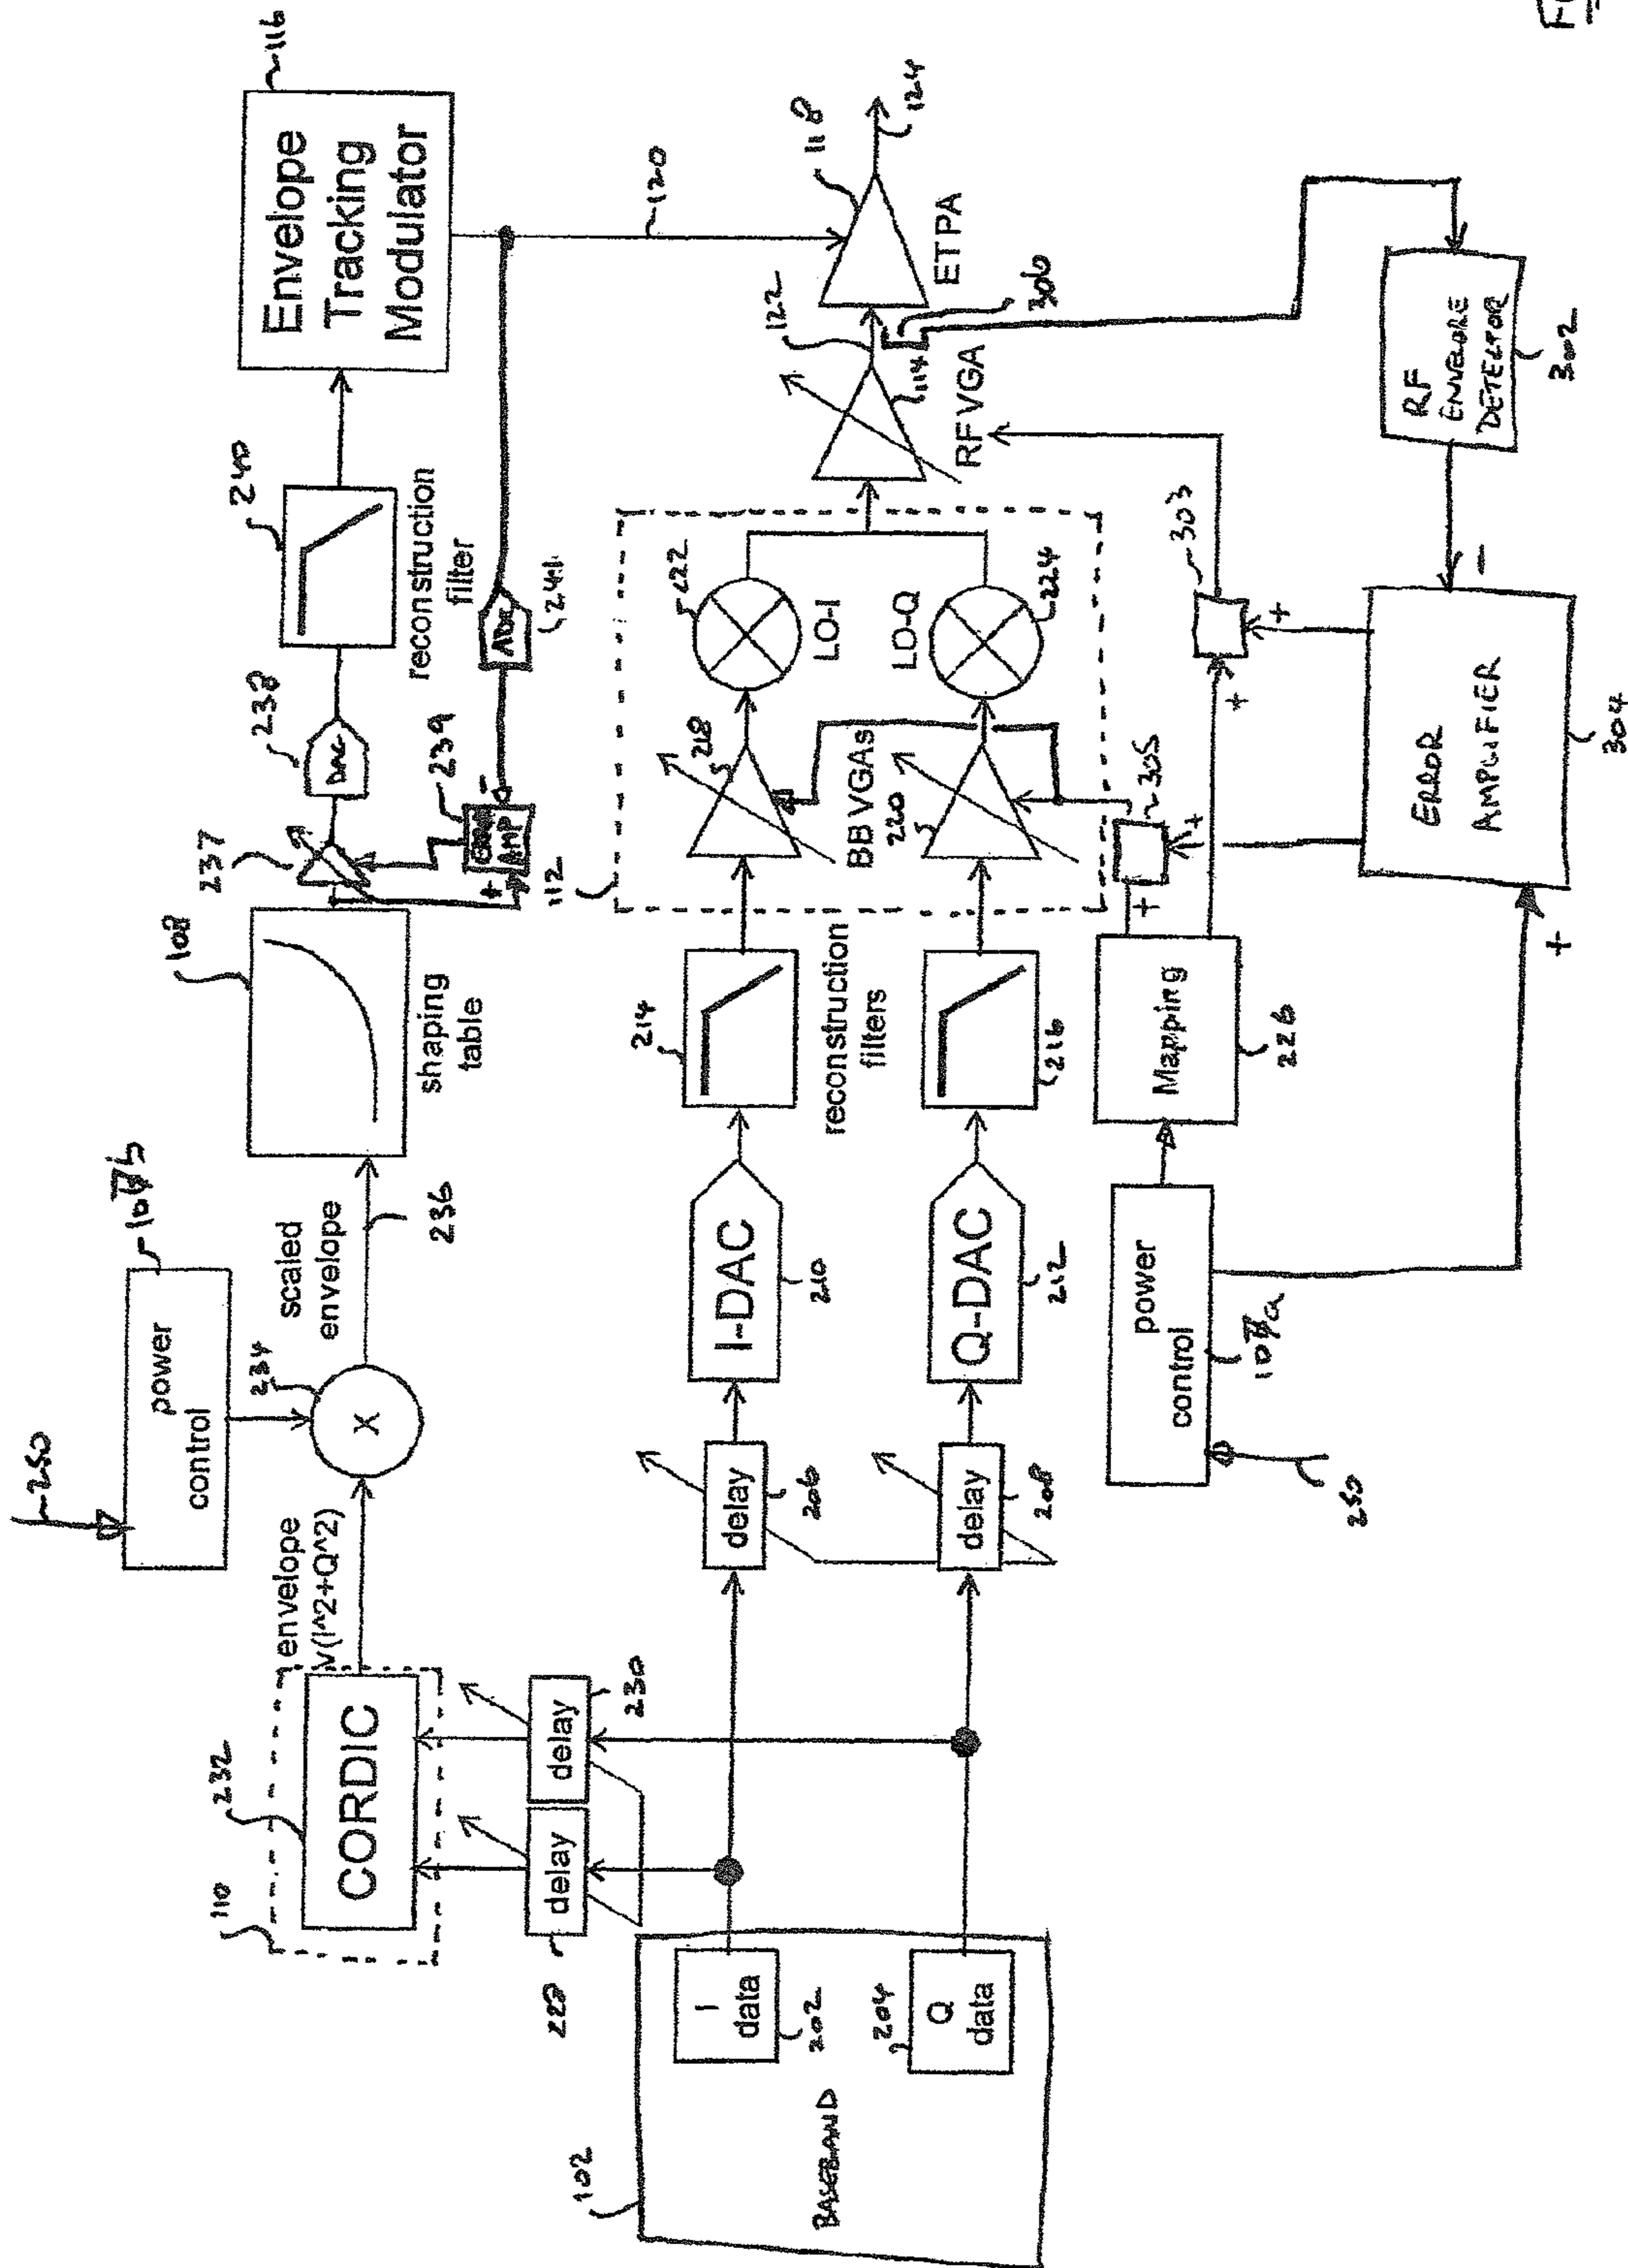 250
power
control
234
X
scaled
envelope
236
108
shaping
table
237
DAC
238
240
reconstruction
filter
Envelope
Tracking
Modulator
116
AMP
+
-
239
ADC
241
120
110
232
CORDIC
envelope
√(I^2+Q^2)
delay
228
delay
230
102
BASEBAND
I
data
202
Q
data
204
delay
206
delay
208
I-DAC
210
Q-DAC
212
214
reconstruction
filters
216
112
218
BB VGAs
220
222
LO-I
LO-Q
224
114
RF VGA
122
306
118
ETPA
124
250
power
control
Mapping
226
+
+
305
+
+
303
ERROR
AMPLIFIER
304
+
-
RF
ENVELOPE
DETECTOR
302